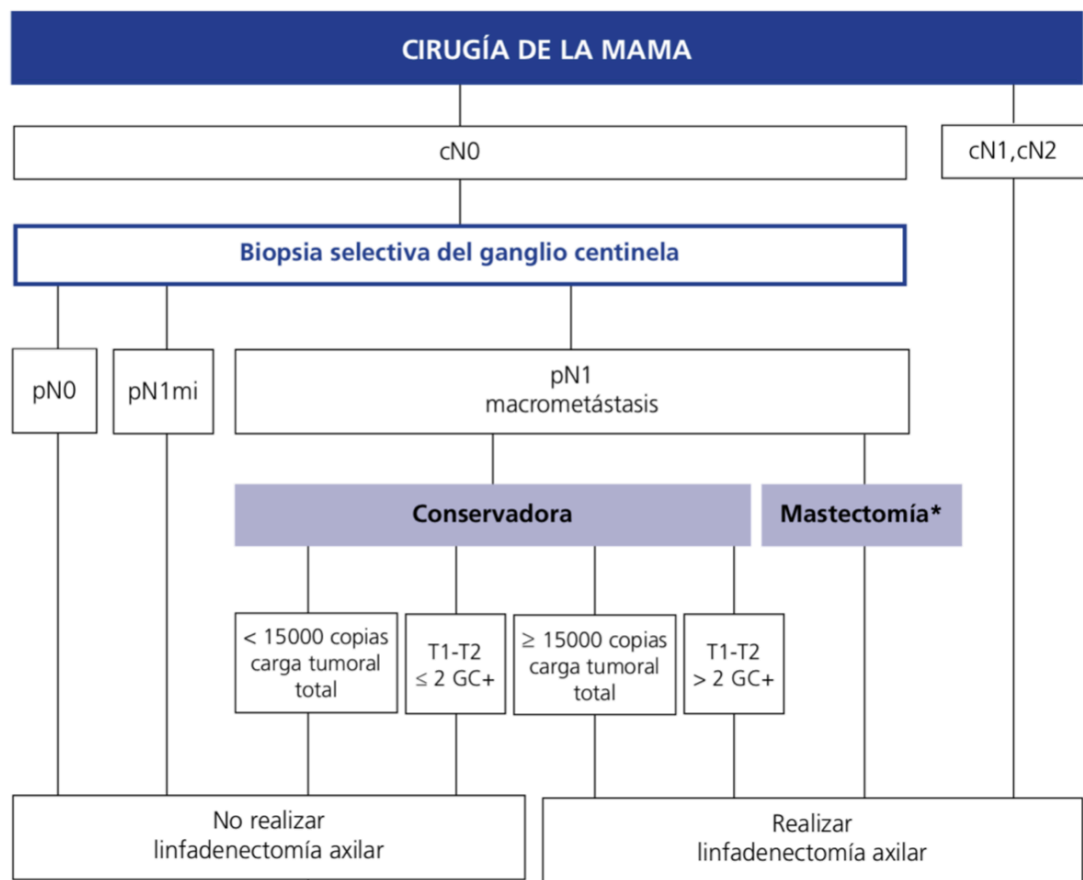 CIRUGÍA DE LA MAMA
cN0
cN1,cN2
Biopsia selectiva del ganglio centinela
pN0
pN1mi
pN1
macrometástasis
Conservadora
Mastectomía*
< 15000 copias
carga tumoral
total
T1-T2
≤ 2 GC+
≥ 15000 copias
carga tumoral
total
T1-T2
> 2 GC+
No realizar
linfadenectomía axilar
Realizar
linfadenectomía axilar